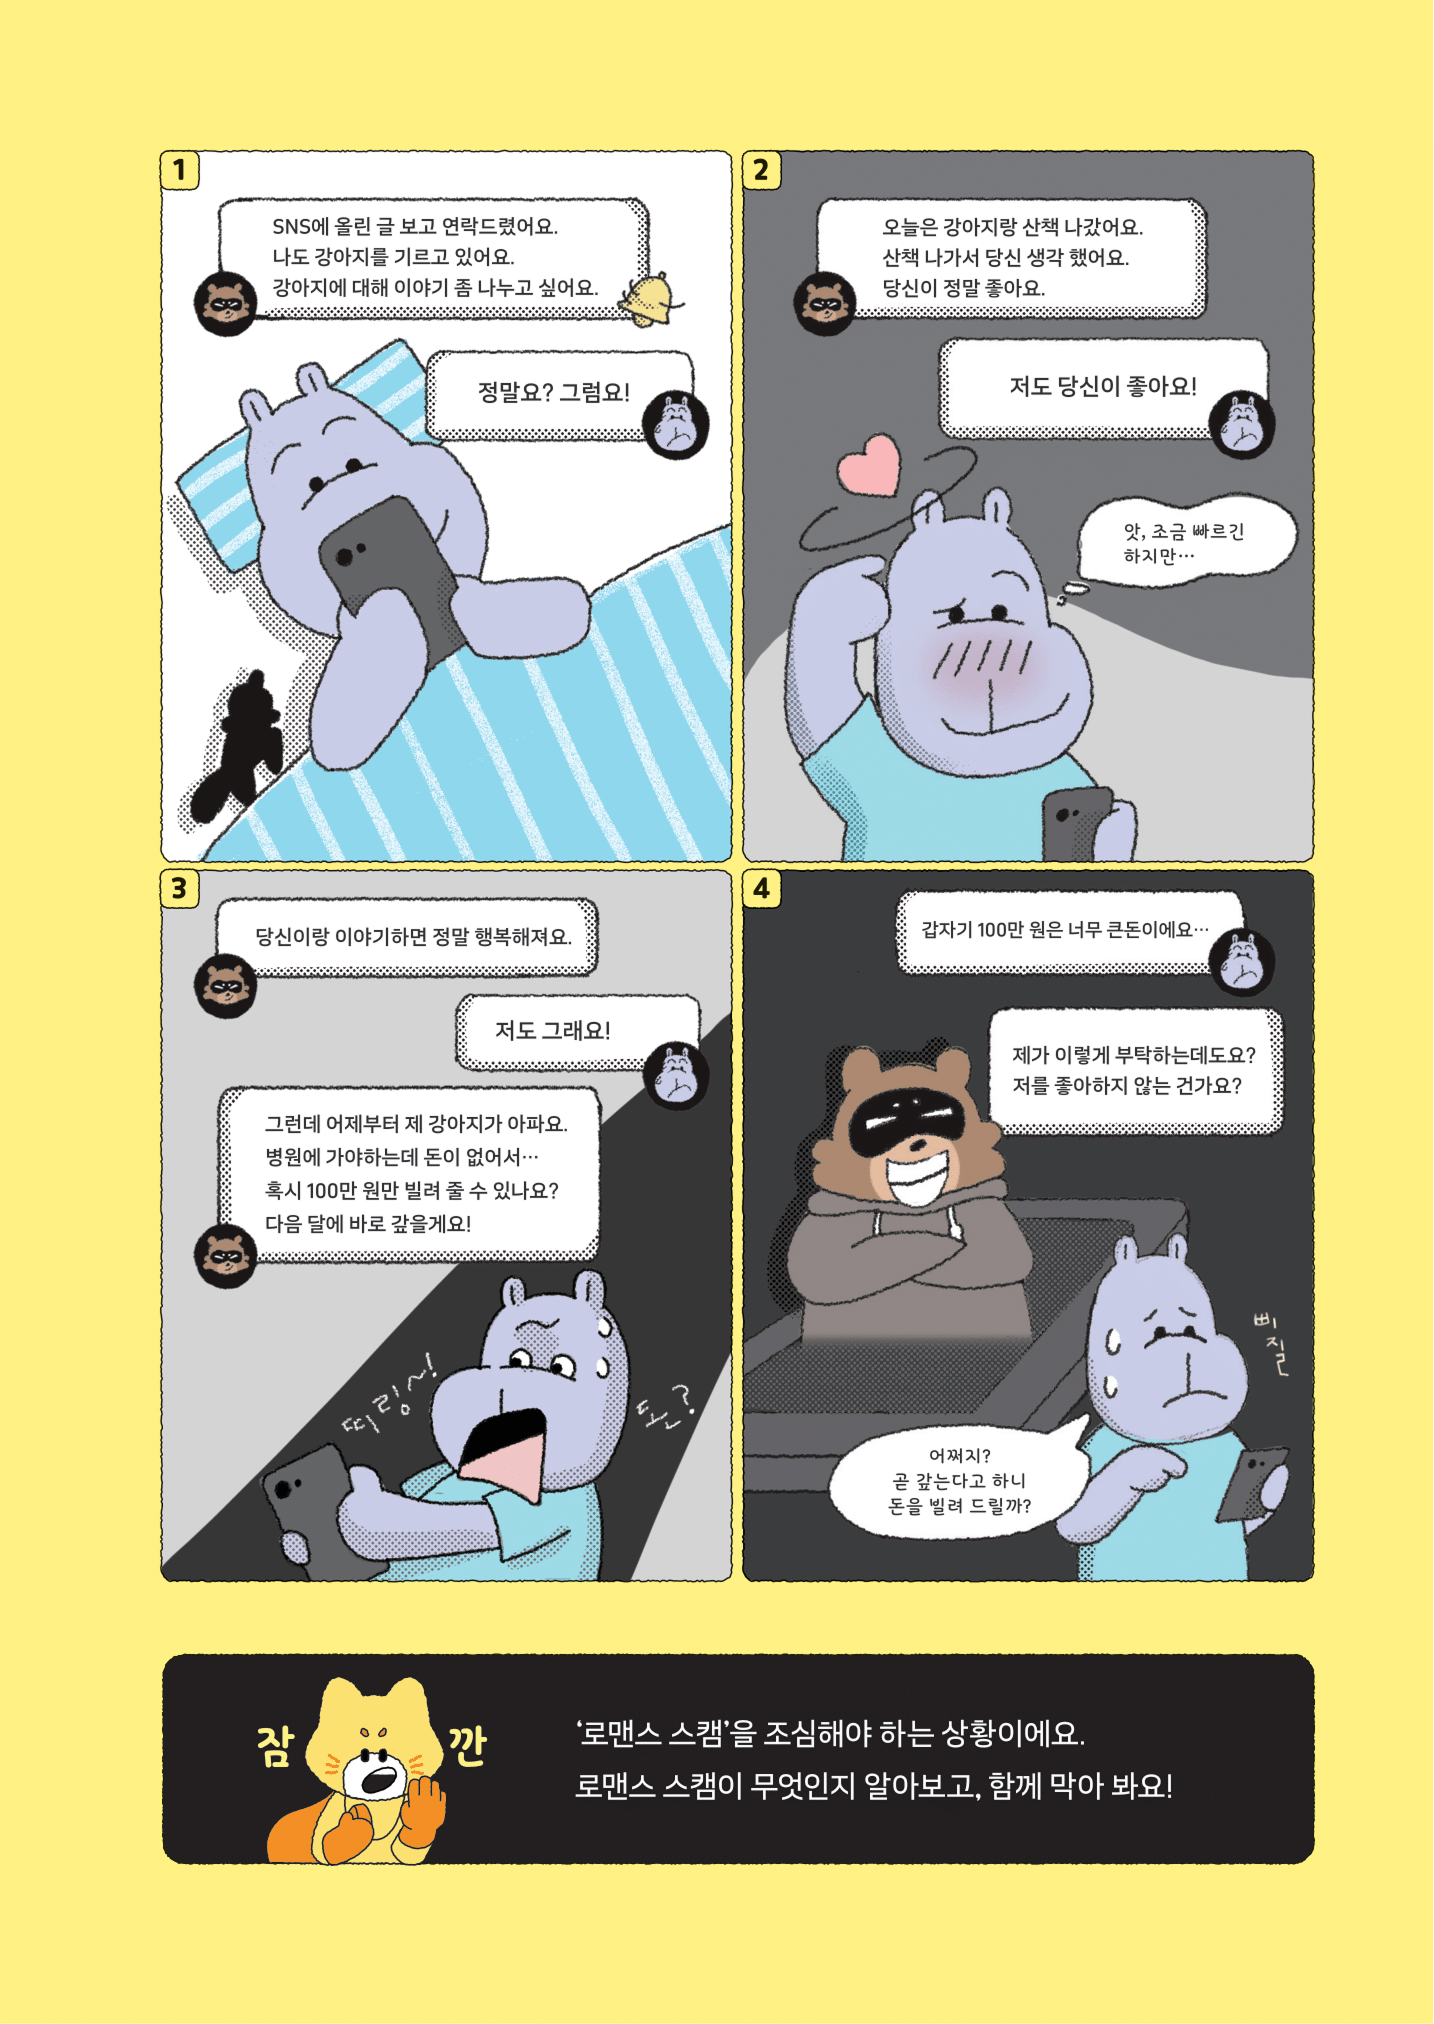 1
SNS에 올린 글 보고 연락드렸어요.
나도 강아지를 기르고 있어요.
강아지에 대해 이야기 좀 나누고 싶어요.
정말요? 그럼요!
2
오늘은 강아지랑 산책 나갔어요.
산책 나가서 당신 생각 했어요.
당신이 정말 좋아요.
저도 당신이 좋아요!
앗, 조금 빠르긴
하지만…
3
당신이랑 이야기하면 정말 행복해져요.
저도 그래요!
그런데 어제부터 제 강아지가 아파요.
병원에 가야하는데 돈이 없어서…
혹시 100만 원만 빌려 줄 수 있나요?
다음 달에 바로 갚을게요!
띠링~!
돈?
4
갑자기 100만 원은 너무 큰돈이에요…
제가 이렇게 부탁하는데도요?
저를 좋아하지 않는 건가요?
삐질
어쩌지?
곧 갚는다고 하니
돈을 빌려 드릴까?
잠깐
‘로맨스 스캠’을 조심해야 하는 상황이에요.
로맨스 스캠이 무엇인지 알아보고, 함께 막아 봐요!